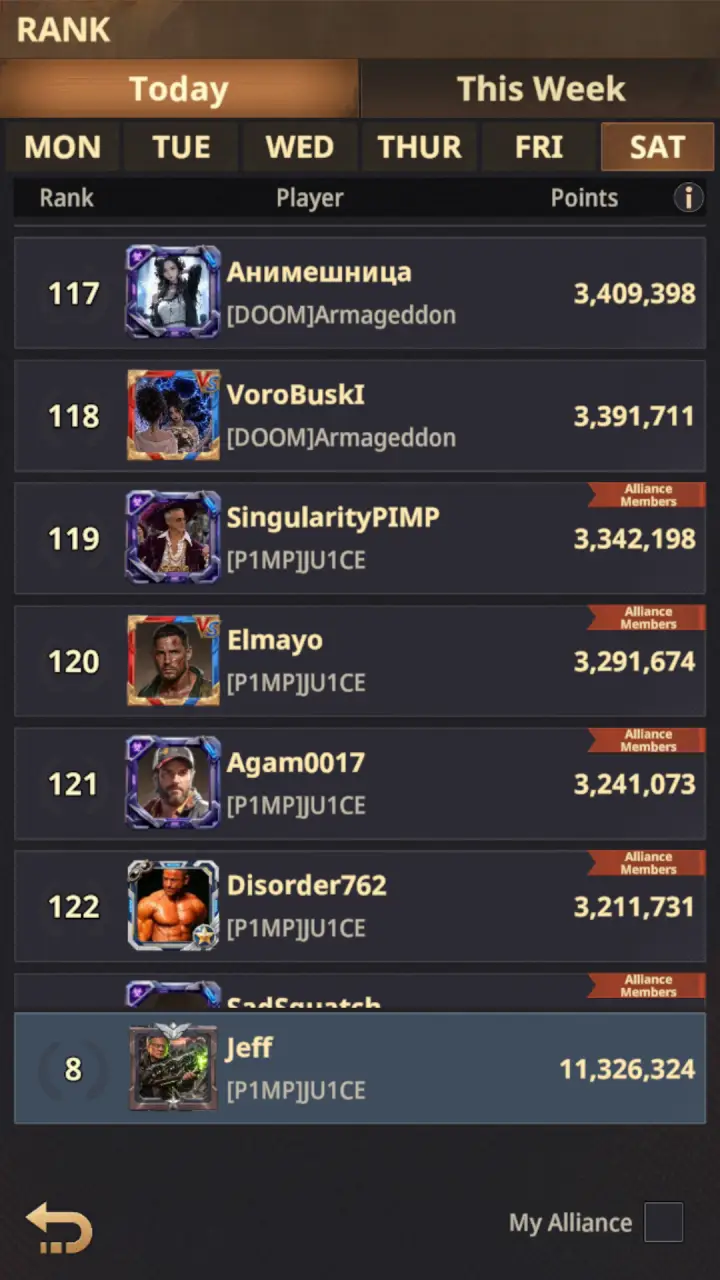 RANK
Today
This Week
MON TUE WED THUR FRI SAT
Rank Player Points
117
Анимешница
[DOOM]Armageddon
3,409,398
118
VoroBuskI
[DOOM]Armageddon
3,391,711
Alliance
Members
119
SingularityPIMP
[P1MP]JU1CE
3,342,198
Alliance
Members
120
Elmayo
[P1MP]JU1CE
3,291,674
Alliance
Members
121
Agam0017
[P1MP]JU1CE
3,241,073
Alliance
Members
122
Disorder762
[P1MP]JU1CE
3,211,731
Alliance
Members
SadSquatch
8
Jeff
[P1MP]JU1CE
11,326,324
My Alliance